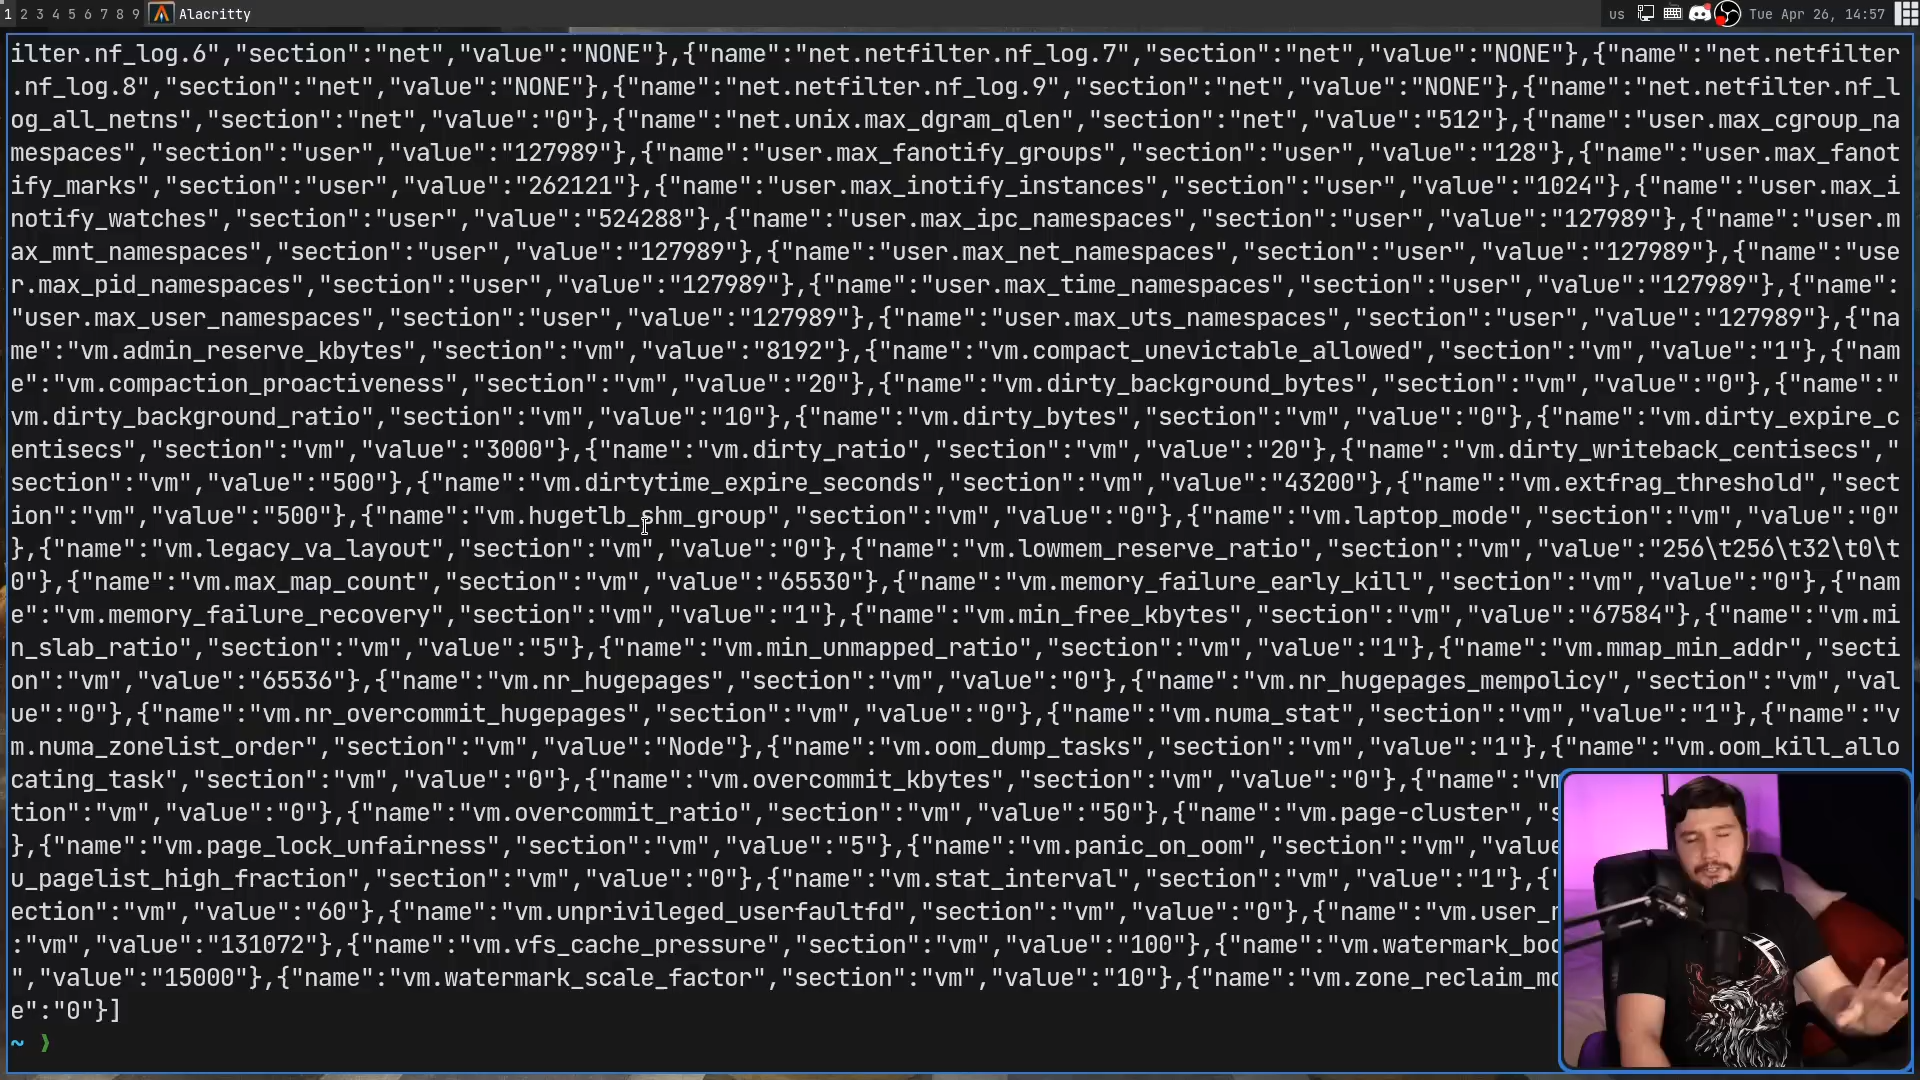 1 2 3 4 5 6 7 8 9 Alacritty us Tue Apr 26, 14:57
ilter.nf_log.6","section":"net","value":"NONE"},{"name":"net.netfilter.nf_log.7","section":"net","value":"NONE"},{"name":"net.netfilter
.nf_log.8","section":"net","value":"NONE"},{"name":"net.netfilter.nf_log.9","section":"net","value":"NONE"},{"name":"net.netfilter.nf_l
og_all_netns","section":"net","value":"0"},{"name":"net.unix.max_dgram_qlen","section":"net","value":"512"},{"name":"user.max_cgroup_na
mespaces","section":"user","value":"127989"},{"name":"user.max_fanotify_groups","section":"user","value":"128"},{"name":"user.max_fanot
ify_marks","section":"user","value":"262121"},{"name":"user.max_inotify_instances","section":"user","value":"1024"},{"name":"user.max_i
notify_watches","section":"user","value":"524288"},{"name":"user.max_ipc_namespaces","section":"user","value":"127989"},{"name":"user.m
ax_mnt_namespaces","section":"user","value":"127989"},{"name":"user.max_net_namespaces","section":"user","value":"127989"},{"name":"use
r.max_pid_namespaces","section":"user","value":"127989"},{"name":"user.max_time_namespaces","section":"user","value":"127989"},{"name":
"user.max_user_namespaces","section":"user","value":"127989"},{"name":"user.max_uts_namespaces","section":"user","value":"127989"},{"na
me":"vm.admin_reserve_kbytes","section":"vm","value":"8192"},{"name":"vm.compact_unevictable_allowed","section":"vm","value":"1"},{"nam
e":"vm.compaction_proactiveness","section":"vm","value":"20"},{"name":"vm.dirty_background_bytes","section":"vm","value":"0"},{"name":"
vm.dirty_background_ratio","section":"vm","value":"10"},{"name":"vm.dirty_bytes","section":"vm","value":"0"},{"name":"vm.dirty_expire_c
entisecs","section":"vm","value":"3000"},{"name":"vm.dirty_ratio","section":"vm","value":"20"},{"name":"vm.dirty_writeback_centisecs","
section":"vm","value":"500"},{"name":"vm.dirtytime_expire_seconds","section":"vm","value":"43200"},{"name":"vm.extfrag_threshold","sect
ion":"vm","value":"500"},{"name":"vm.hugetlb_shm_group","section":"vm","value":"0"},{"name":"vm.laptop_mode","section":"vm","value":"0"
},{"name":"vm.legacy_va_layout","section":"vm","value":"0"},{"name":"vm.lowmem_reserve_ratio","section":"vm","value":"256\t256\t32\t0\t
0"},{"name":"vm.max_map_count","section":"vm","value":"65530"},{"name":"vm.memory_failure_early_kill","section":"vm","value":"0"},{"nam
e":"vm.memory_failure_recovery","section":"vm","value":"1"},{"name":"vm.min_free_kbytes","section":"vm","value":"67584"},{"name":"vm.mi
n_slab_ratio","section":"vm","value":"5"},{"name":"vm.min_unmapped_ratio","section":"vm","value":"1"},{"name":"vm.mmap_min_addr","secti
on":"vm","value":"65536"},{"name":"vm.nr_hugepages","section":"vm","value":"0"},{"name":"vm.nr_hugepages_mempolicy","section":"vm","val
ue":"0"},{"name":"vm.nr_overcommit_hugepages","section":"vm","value":"0"},{"name":"vm.numa_stat","section":"vm","value":"1"},{"name":"v
m.numa_zonelist_order","section":"vm","value":"Node"},{"name":"vm.oom_dump_tasks","section":"vm","value":"1"},{"name":"vm.oom_kill_allo
cating_task","section":"vm","value":"0"},{"name":"vm.overcommit_kbytes","section":"vm","value":"0"},{"name":"vm
tion":"vm","value":"0"},{"name":"vm.overcommit_ratio","section":"vm","value":"50"},{"name":"vm.page-cluster","s
},{"name":"vm.page_lock_unfairness","section":"vm","value":"5"},{"name":"vm.panic_on_oom","section":"vm","value
u_pagelist_high_fraction","section":"vm","value":"0"},{"name":"vm.stat_interval","section":"vm","value":"1"},{"
ection":"vm","value":"60"},{"name":"vm.unprivileged_userfaultfd","section":"vm","value":"0"},{"name":"vm.user_r
:"vm","value":"131072"},{"name":"vm.vfs_cache_pressure","section":"vm","value":"100"},{"name":"vm.watermark_boo
","value":"15000"},{"name":"vm.watermark_scale_factor","section":"vm","value":"10"},{"name":"vm.zone_reclaim_mo
e":"0"}]
~ ❯